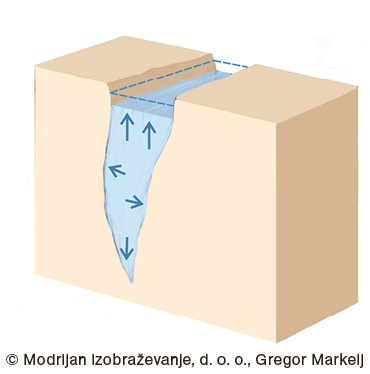 © Modrijan izobraževanje, d. o. o., Gregor Markelj